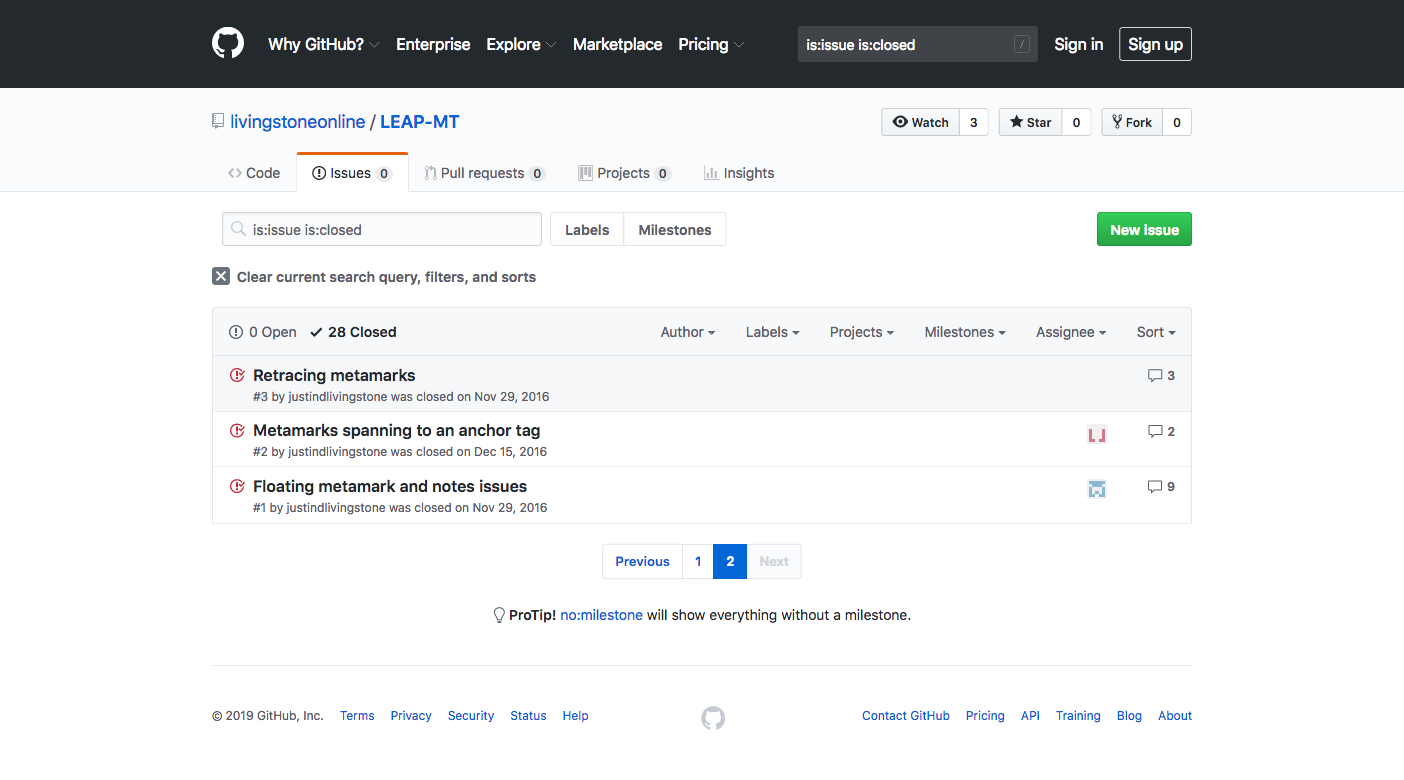 Why GitHub? Enterprise Explore Marketplace Pricing is:issue is:closed / Sign in Sign up
livingstoneonline / LEAP-MT Watch 3 Star 0 Fork 0
Code Issues 0 Pull requests 0 Projects 0 Insights
is:issue is:closed Labels Milestones New issue
Clear current search query, filters, and sorts
0 Open 28 Closed Author Labels Projects Milestones Assignee Sort
Retracing metamarks 3
#3 by justindlivingstone was closed on Nov 29, 2016
Metamarks spanning to an anchor tag 2
#2 by justindlivingstone was closed on Dec 15, 2016
Floating metamark and notes issues 9
#1 by justindlivingstone was closed on Nov 29, 2016
Previous 1 2 Next
ProTip! no:milestone will show everything without a milestone.
© 2019 GitHub, Inc. Terms Privacy Security Status Help Contact GitHub Pricing API Training Blog About